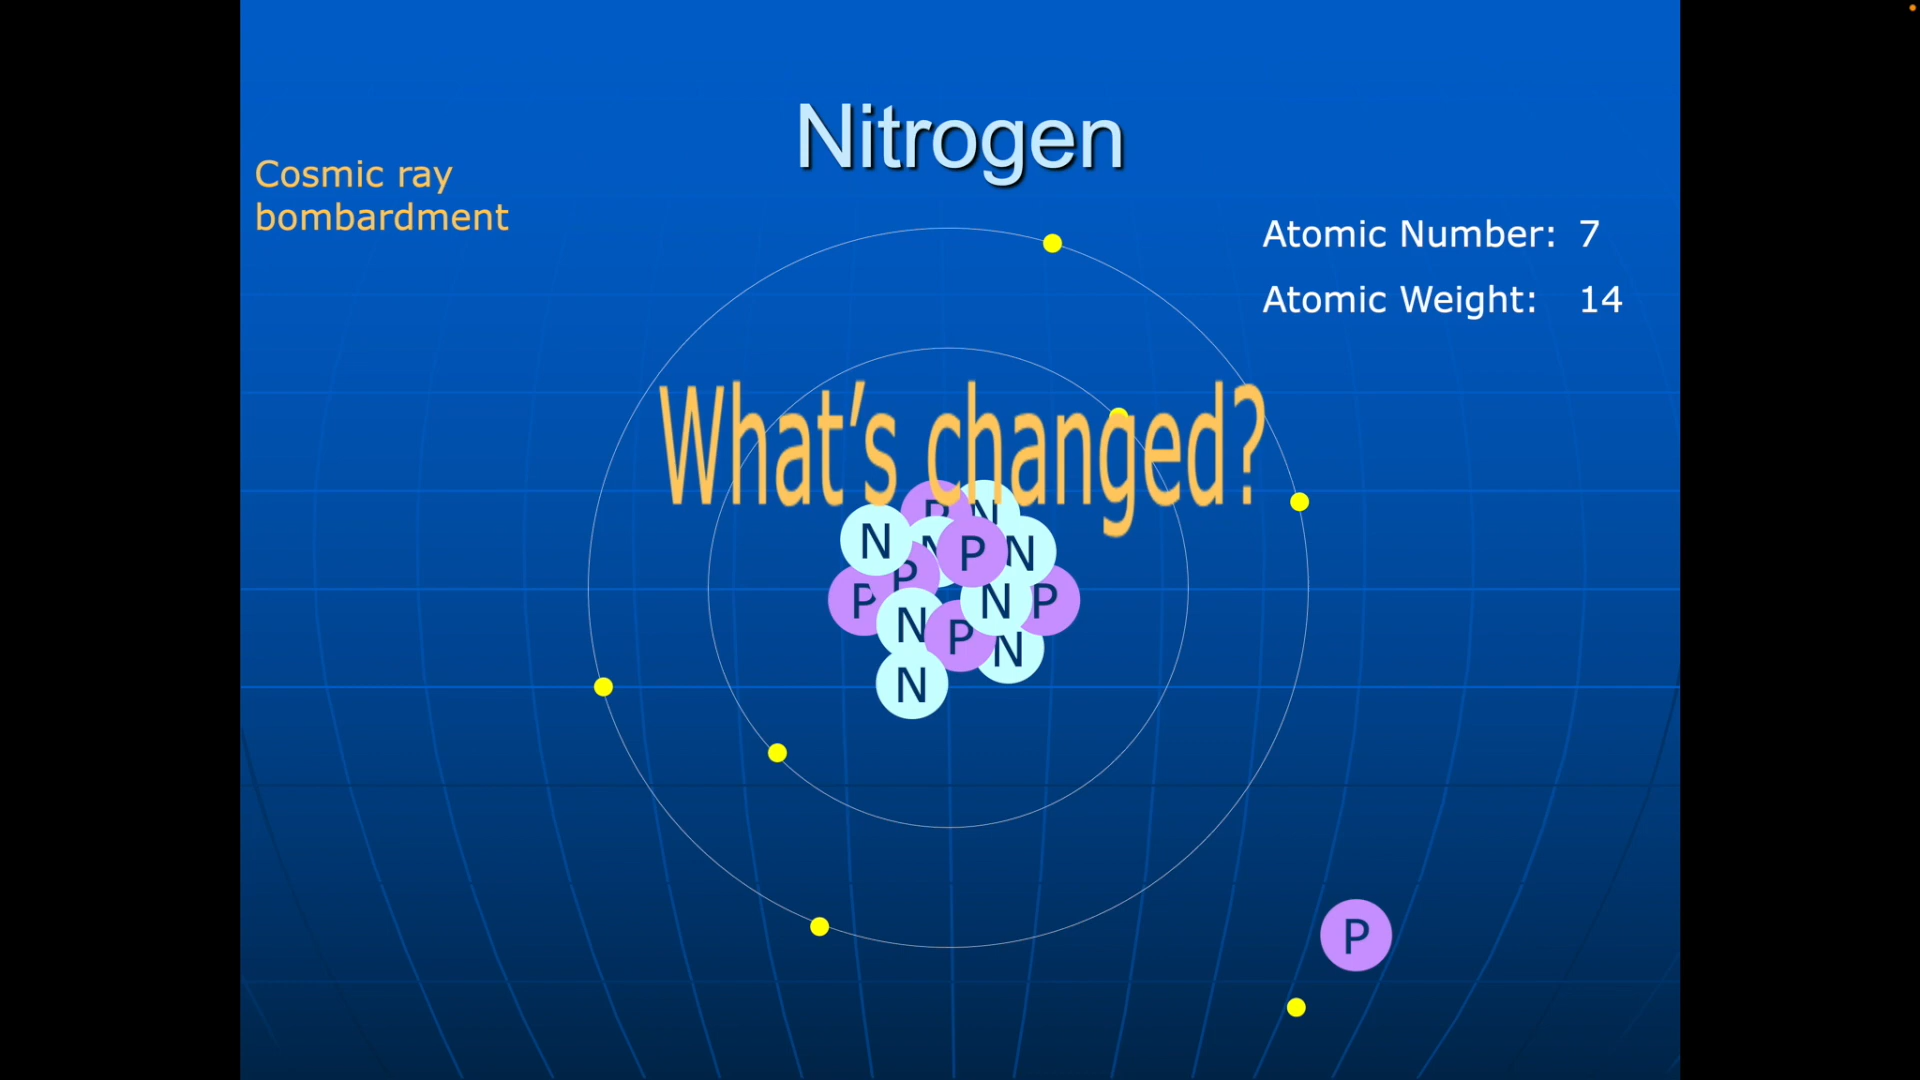 Nitrogen
Cosmic ray
bombardment
Atomic Number: 7
Atomic Weight: 14
What’s changed?
P N
N N P N
P P
N N P
P N
N
P